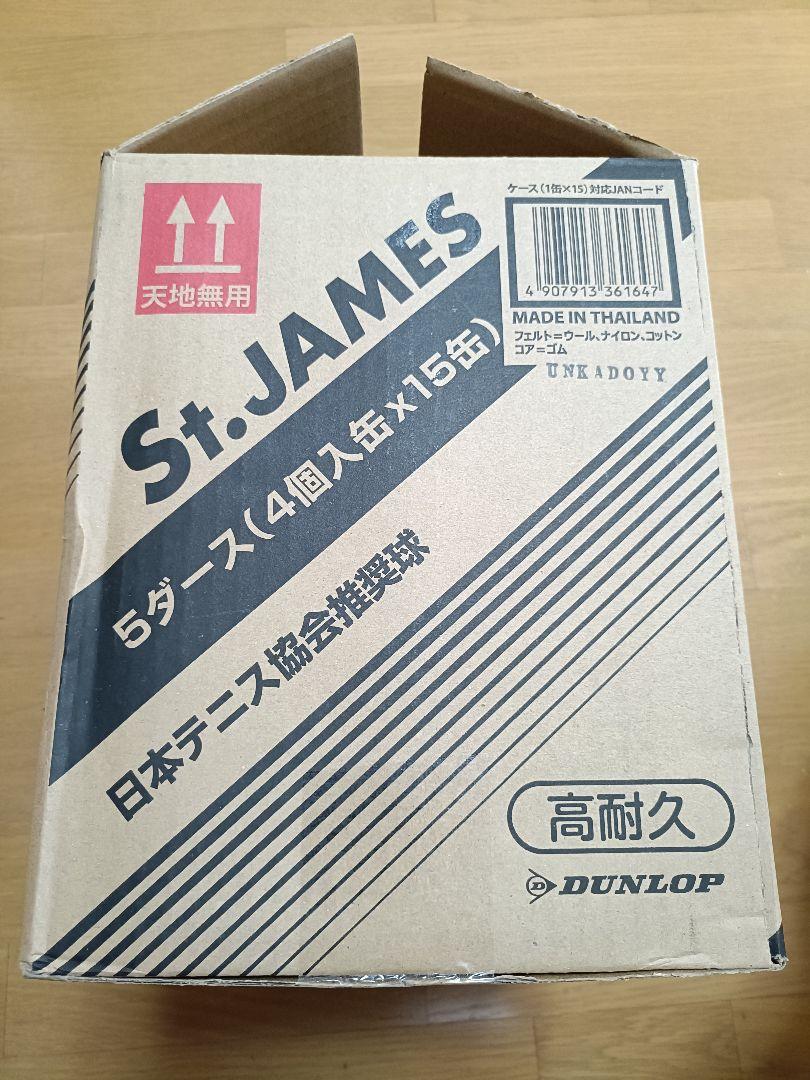 天地無用
St.JAMES
5ダース(4個入缶×15缶)
日本テニス協会推奨球
ケース(1缶×15)対応JANコード
4 907913 361647
MADE IN THAILAND
フェルト=ウール、ナイロン、コットン
コア=ゴム
UNKADOYY
高耐久
D DUNLOP